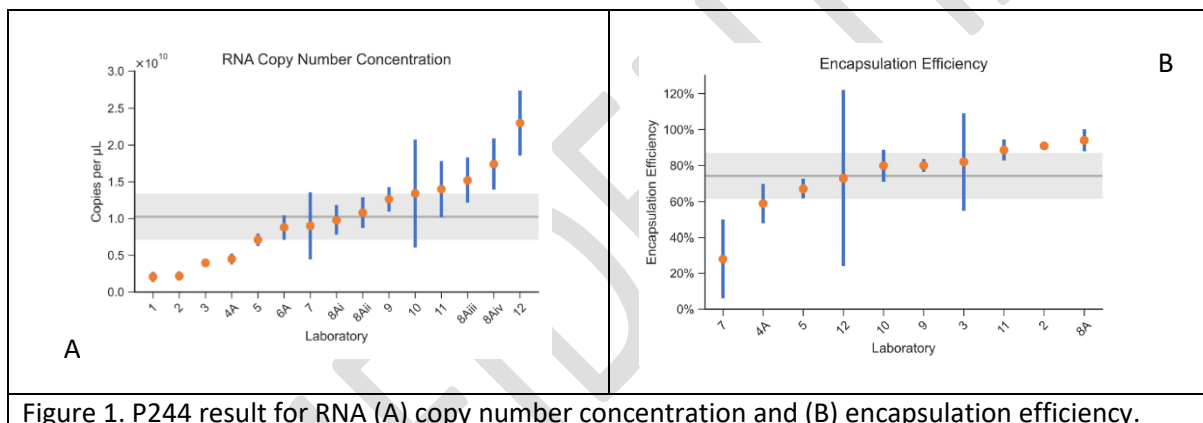 RNA Copy Number Concentration
×10¹⁰
3.0
2.5
2.0
1.5
1.0
0.5
0.0
Copies per µL
1 2 3 4A 5 6A 7 8Ai 8Aii 9 10 11 8Aiii 8Aiv 12
Laboratory
A
Encapsulation Efficiency
B
120%
100%
80%
60%
40%
20%
0%
Encapsulation Efficiency
7 4A 5 12 10 9 3 11 2 8A
Laboratory
Figure 1. P244 result for RNA (A) copy number concentration and (B) encapsulation efficiency.